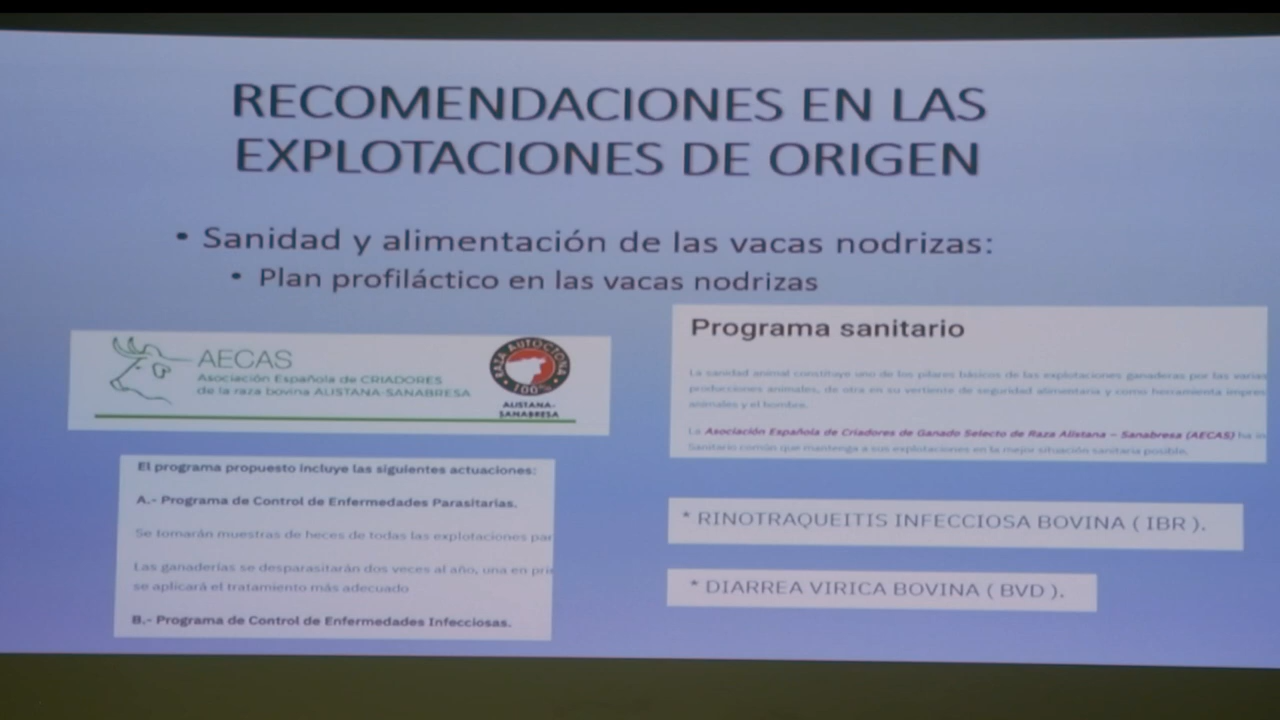 RECOMENDACIONES EN LAS
EXPLOTACIONES DE ORIGEN
• Sanidad y alimentación de las vacas nodrizas:
• Plan profiláctico en las vacas nodrizas
AECAS
Asociación Española de CRIADORES
de la raza bovina ALISTANA-SANABRESA
RAZA AUTOCTONA
100%
ALISTANA-
SANABRESA
El programa propuesto incluye las siguientes actuaciones:
A.- Programa de Control de Enfermedades Parasitarias.
Se tomarán muestras de heces de todas las explotaciones
Las ganaderías se desparasitarán dos veces al año, una en
se aplicará el tratamiento más adecuado
B.- Programa de Control de Enfermedades Infecciosas.
Programa sanitario
La sanidad animal constituye uno de los pilares básicos de las explotaciones ganaderas por las varias
producciones animales, de otra en su vertiente de seguridad alimentaria y como herramienta
animales y el hombre.
La Asociación Española de Criadores de Ganado Selecto de Raza Alistana – Sanabresa (AECAS) ha
Sanitario común que mantenga a sus explotaciones en la mejor situación sanitaria posible.
* RINOTRAQUEITIS INFECCIOSA BOVINA ( IBR ).
* DIARREA VIRICA BOVINA ( BVD ).